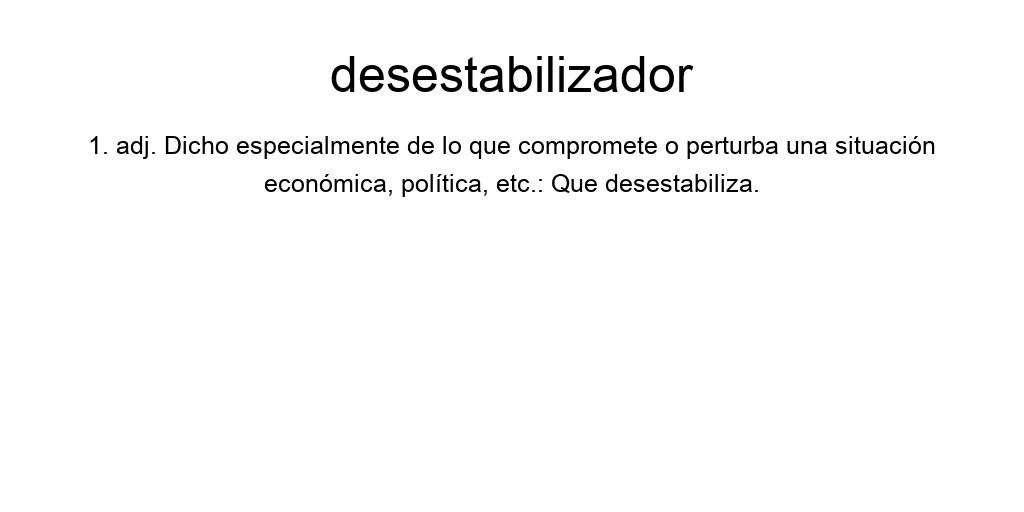 desestabilizador
1. adj. Dicho especialmente de lo que compromete o perturba una situación
económica, política, etc.: Que desestabiliza.